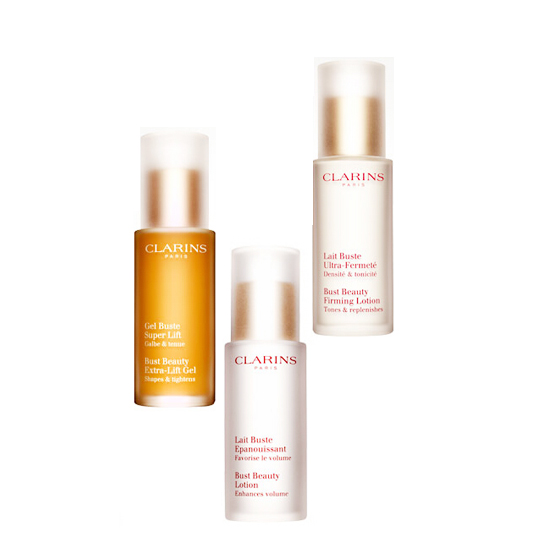 CLARINS
PARIS
Gel Buste
Super Lift
Galbe & tenue
Bust Beauty
Extra-Lift Gel
Shapes & tightens
CLARINS
PARIS
Lait Buste
Epanouissant
Favorise le volume
Bust Beauty
Lotion
Enhances volume
CLARINS
PARIS
Lait Buste
Ultra-Fermeté
Densité & tonicité
Bust Beauty
Firming Lotion
Tones & replenishes